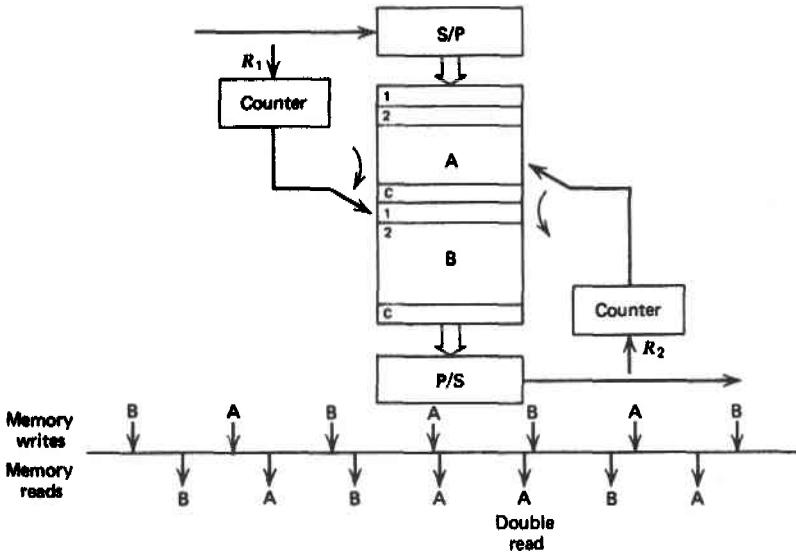 S/P
R1
Counter
1
2
A
C
1
2
B
C
Counter
R2
P/S
Memory writes
B A B A B A B
Memory reads
B A B A A B A
Double read